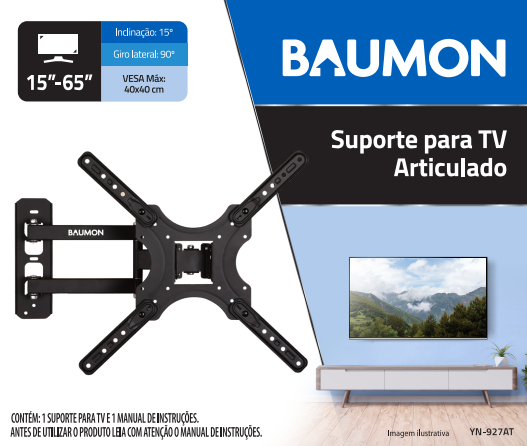 Inclinação: 15°
Giro lateral: 90°
15"-65"
VESA Máx:
40x40 cm
BAUMON
Suporte para TV
Articulado
BAUMON
CONTÉM: 1 SUPORTE PARA TV E 1 MANUAL DE INSTRUÇÕES.
ANTES DE UTILIZAR O PRODUTO LEIA COM ATENÇÃO O MANUAL DE INSTRUÇÕES.
Imagem ilustrativa
YN-927AT